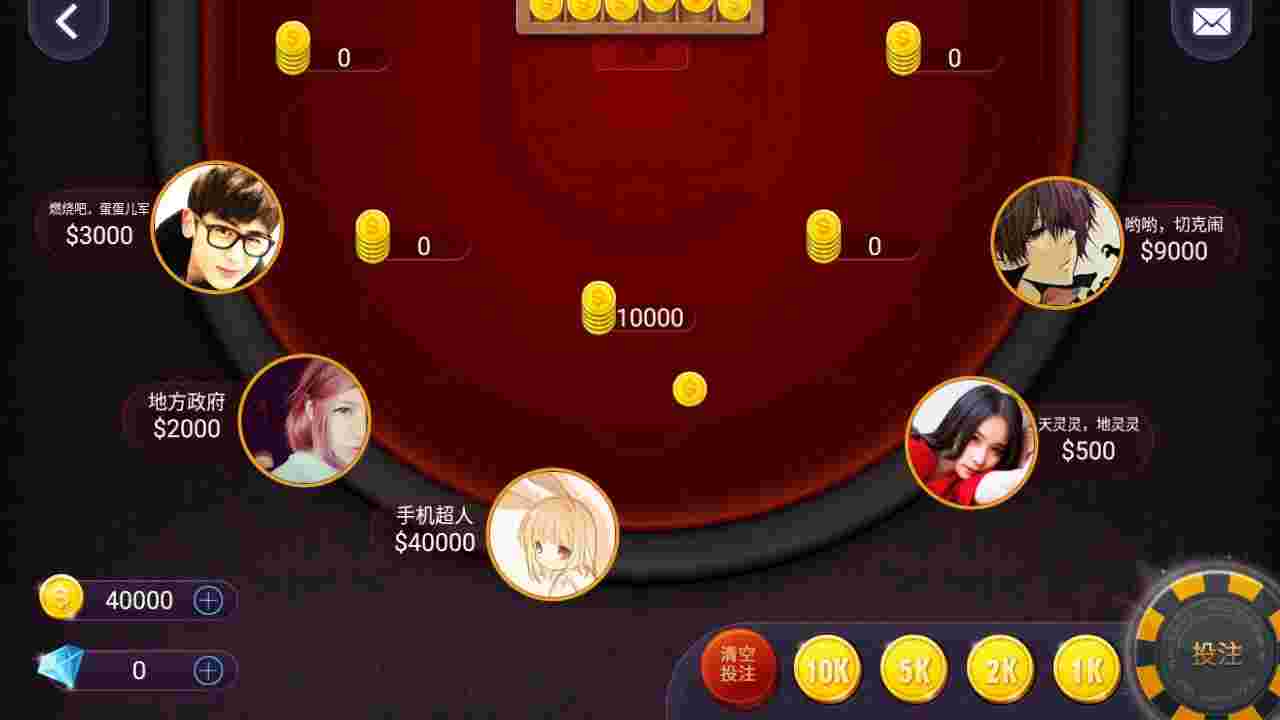 0
0
燃烧吧，蛋蛋儿军
$3000
0
0
哟哟，切克闹
$9000
10000
地方政府
$2000
天灵灵，地灵灵
$500
手机超人
$40000
40000
0
清空
投注
10K
5K
2K
1K
投注